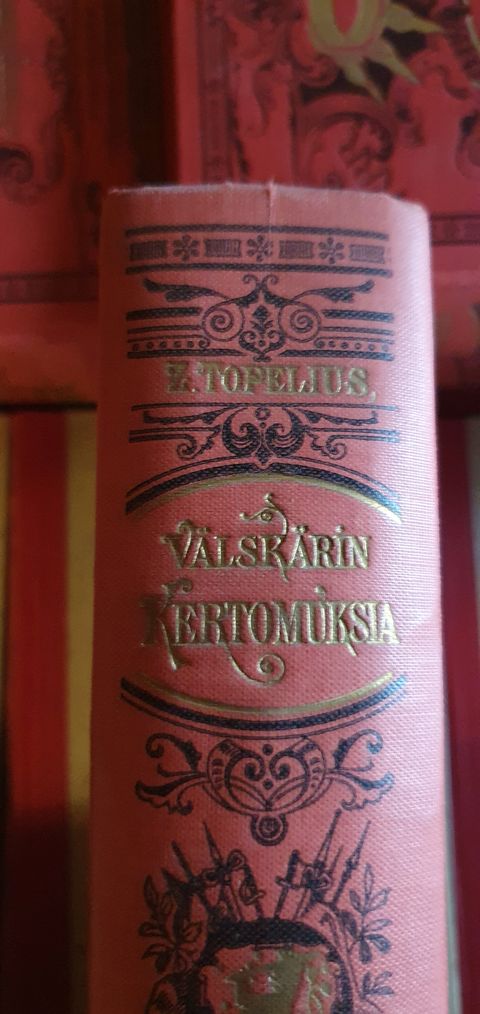 Z. TOPELIUS,
VÄLSKÄRIN
KERTOMUKSIA